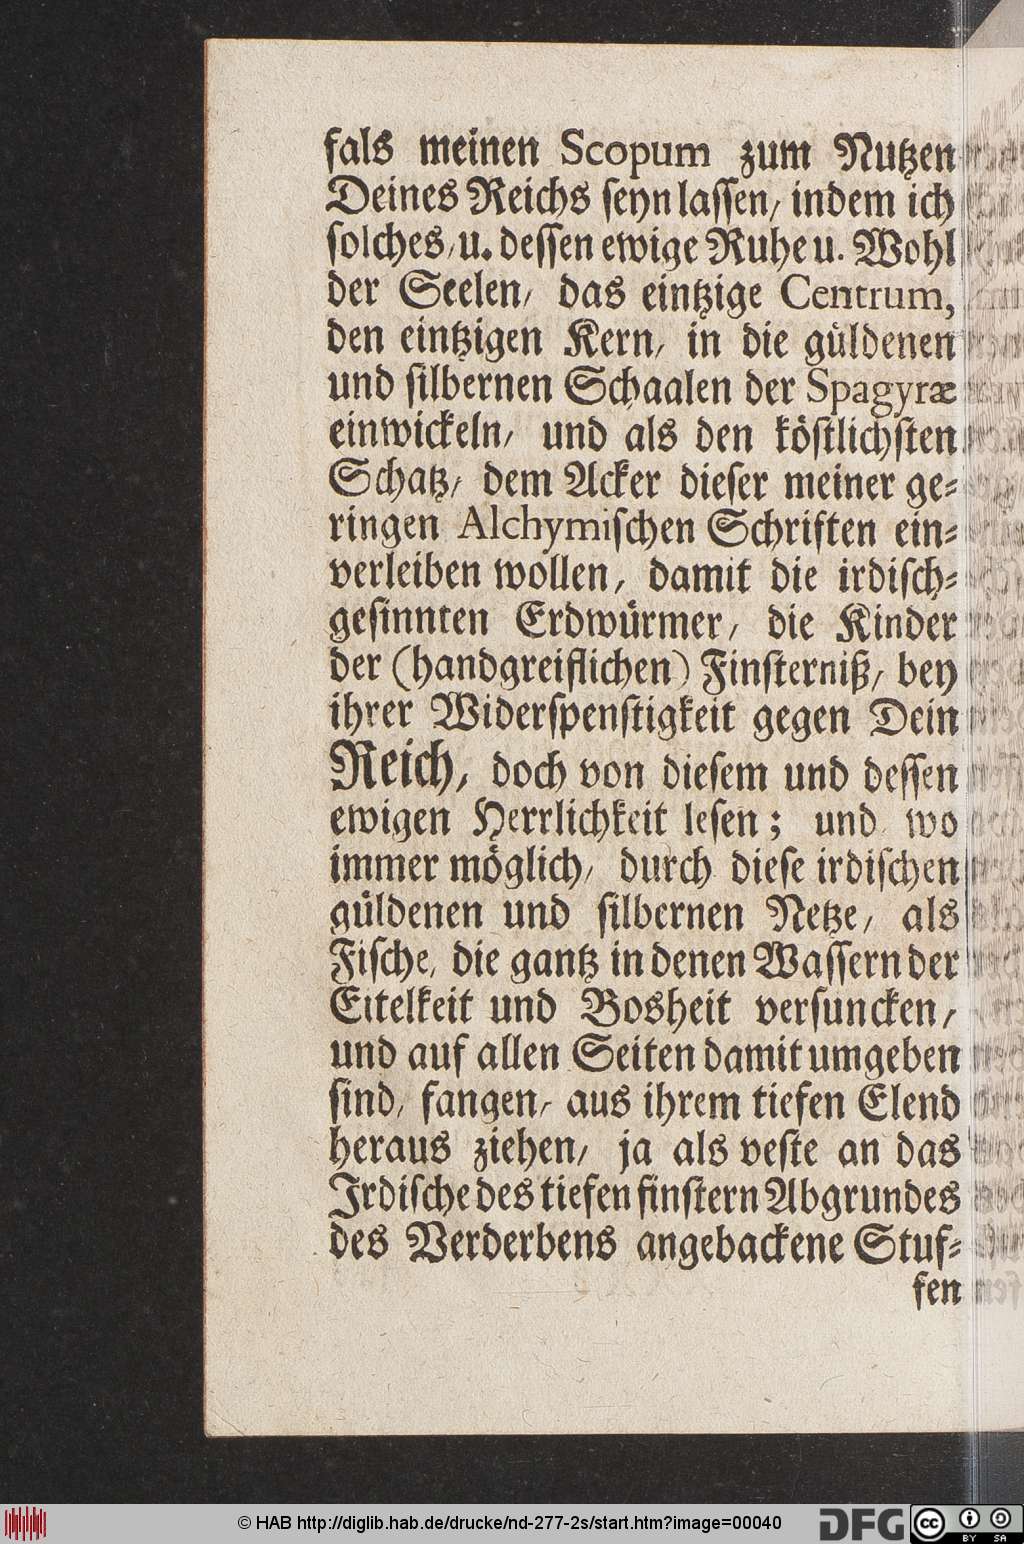 fals meinen Scopum zum Nutzen
Deines Reichs seyn lassen/ indem ich
solches/ u. dessen ewige Ruhe u. Wohl
der Seelen/ das eintzige Centrum,
den eintzigen Kern/ in die güldenen
und silbernen Schaalen der Spagyræ
einwickeln/ und als den köstlichsten
Schatz/ dem Acker dieser meiner ge-
ringen Alchymischen Schriften ein-
verleiben wollen, damit die irdisch-
gesinnten Erdwürmer/ die Kinder
der (handgreiflichen) Finsterniß/ bey
ihrer Widerspenstigkeit gegen Dein
Reich, doch von diesem und dessen
ewigen Herrlichkeit lesen; und wo
immer möglich/ durch diese irdischen
güldenen und silbernen Netze/ als
Fische, die gantz in denen Wassern der
Eitelkeit und Bosheit versuncken/
und auf allen Seiten damit umgeben
sind/ fangen/ aus ihrem tiefen Elend
heraus ziehen/ ja als veste an das
Irdische des tiefen finstern Abgrundes
des Verderbens angebackene Stuf-
fen
© HAB http://diglib.hab.de/drucke/nd-277-2s/start.htm?image=00040
DFG
cc BY SA